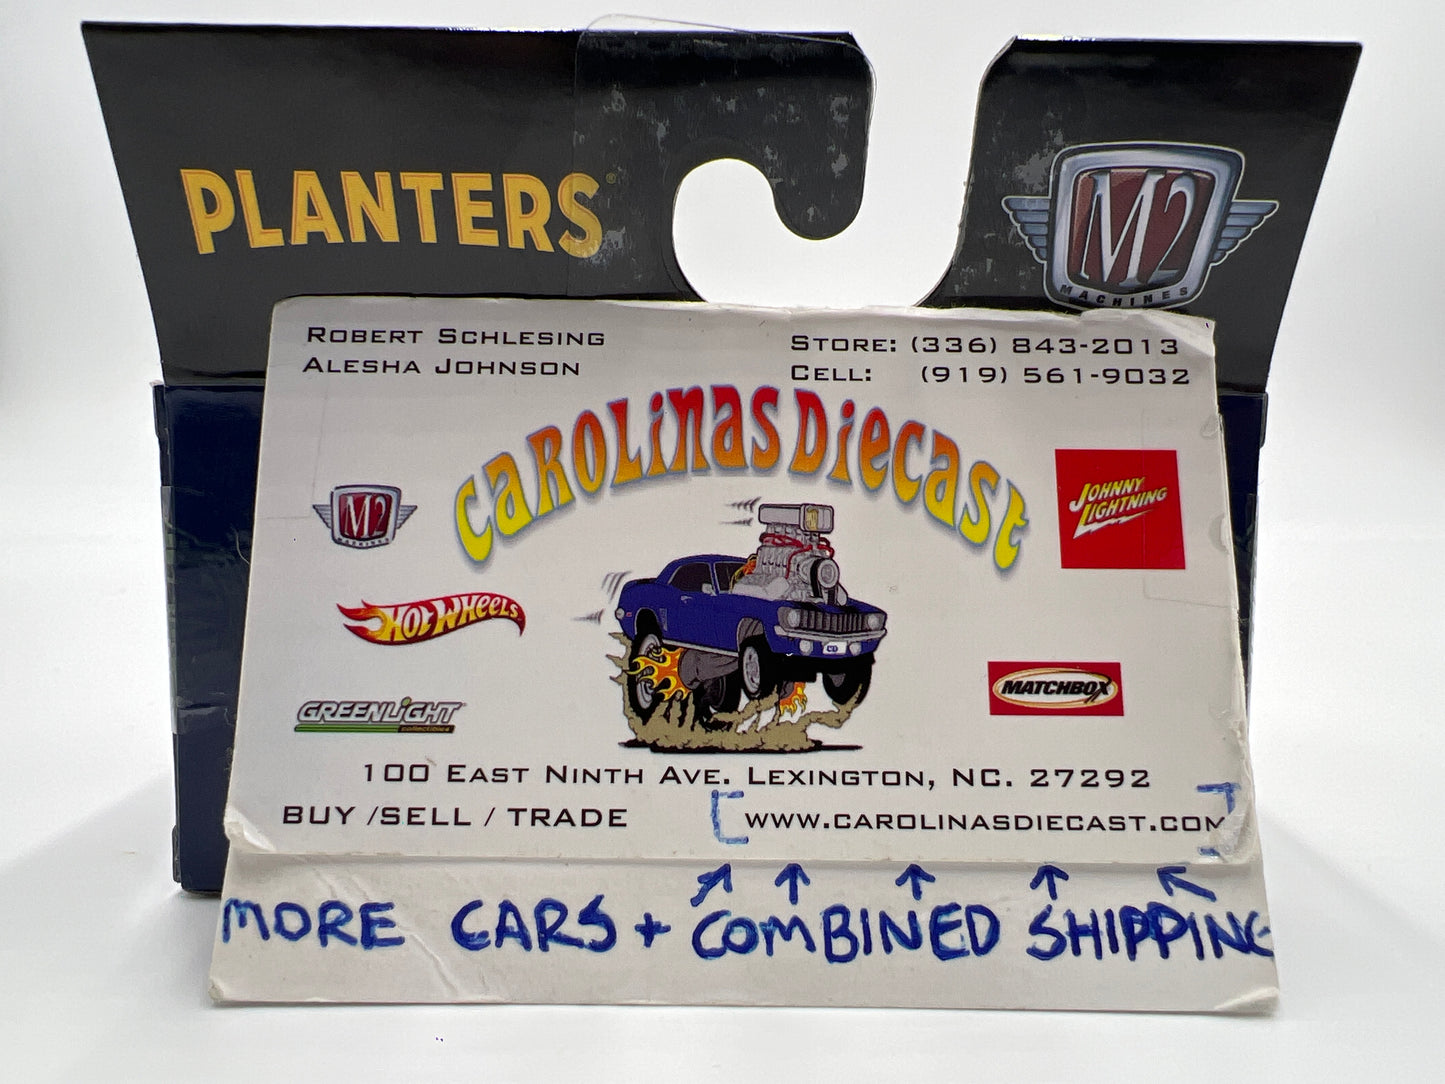 PLANTERS
M2
MACHINES
ROBERT SCHLESING
ALESHA JOHNSON
STORE: (336) 843-2013
CELL: (919) 561-9032
CAROLINAS DIECAST
M2
MACHINES
JOHNNY
LIGHTNING
HOT WHEELS
MATCHBOX
GREENLIGHT
collectibles
100 EAST NINTH AVE. LEXINGTON, NC. 27292
BUY /SELL / TRADE
[WWW.CAROLINASDIECAST.COM]
MORE CARS + COMBINED SHIPPING